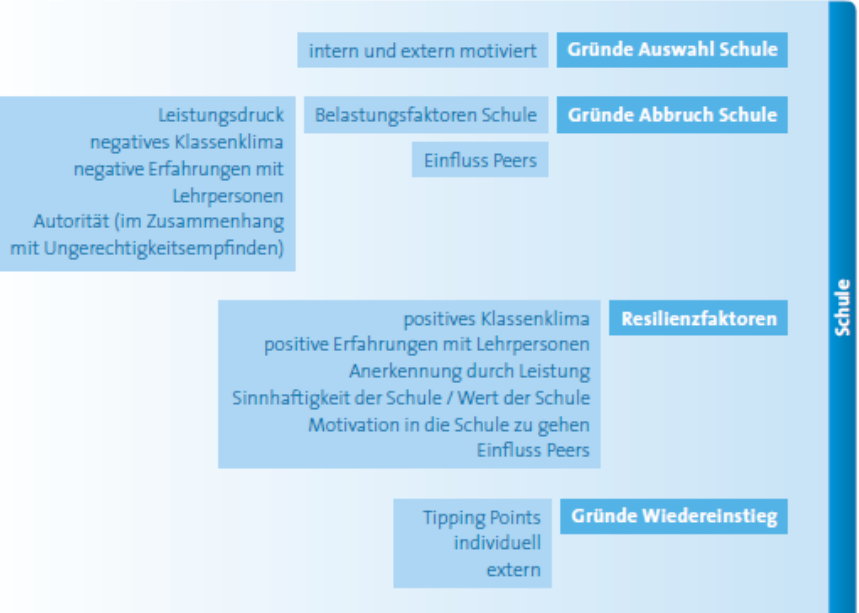 intern und extern motiviert
Gründe Auswahl Schule
Leistungsdruck
negatives Klassenklima
negative Erfahrungen mit
Lehrpersonen
Autorität (im Zusammenhang
mit Ungerechtigkeitsempfinden)
Belastungsfaktoren Schule
Gründe Abbruch Schule
Einfluss Peers
positives Klassenklima
positive Erfahrungen mit Lehrpersonen
Anerkennung durch Leistung
Sinnhaftigkeit der Schule / Wert der Schule
Motivation in die Schule zu gehen
Einfluss Peers
Resilienzfaktoren
Tipping Points
individuell
extern
Gründe Wiedereinstieg
Schule